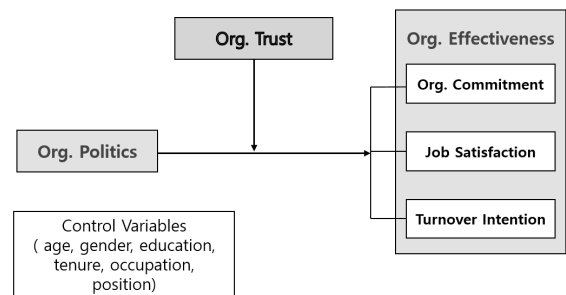 Org. Trust
Org. Effectiveness
Org. Commitment
Org. Politics
Job Satisfaction
Turnover Intention
Control Variables
( age, gender, education,
tenure, occupation,
position)